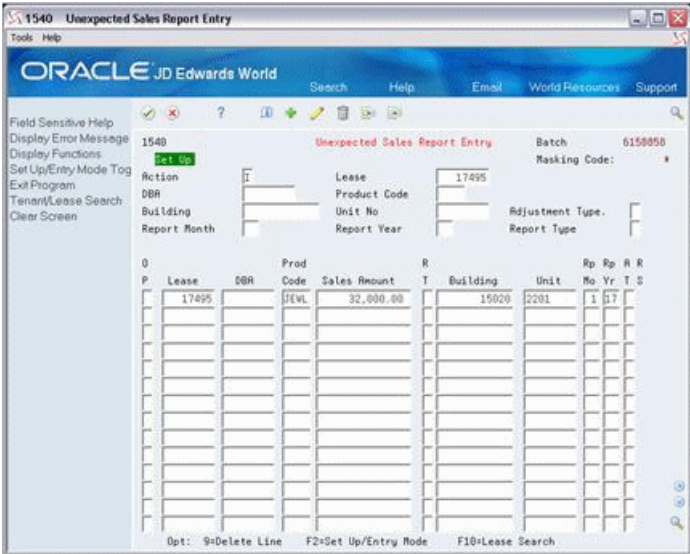 1540 Unexpected Sales Report Entry
Tools Help
ORACLE JD Edwards World
Search Help Email World Resources Support
Field Sensitive Help
Display Error Message
Display Functions
Set Up/Entry Mode Tog
Exit Program
Tenant/Lease Search
Clear Screen
1540 Unexpected Sales Report Entry Batch 6158058
Set Up Masking Code:
Action I Lease 17495
DBA Product Code
Building Unit No Adjustment Type.
Report Month Report Year Report Type
O Prod R Rp Rp A R
P Lease DBA Code Sales Amount T Building Unit Mo Yr T S
17495 JEWL 32,000.00 15020 2201 1 17
Opt: 9=Delete Line F2=Set Up/Entry Mode F10=Lease Search